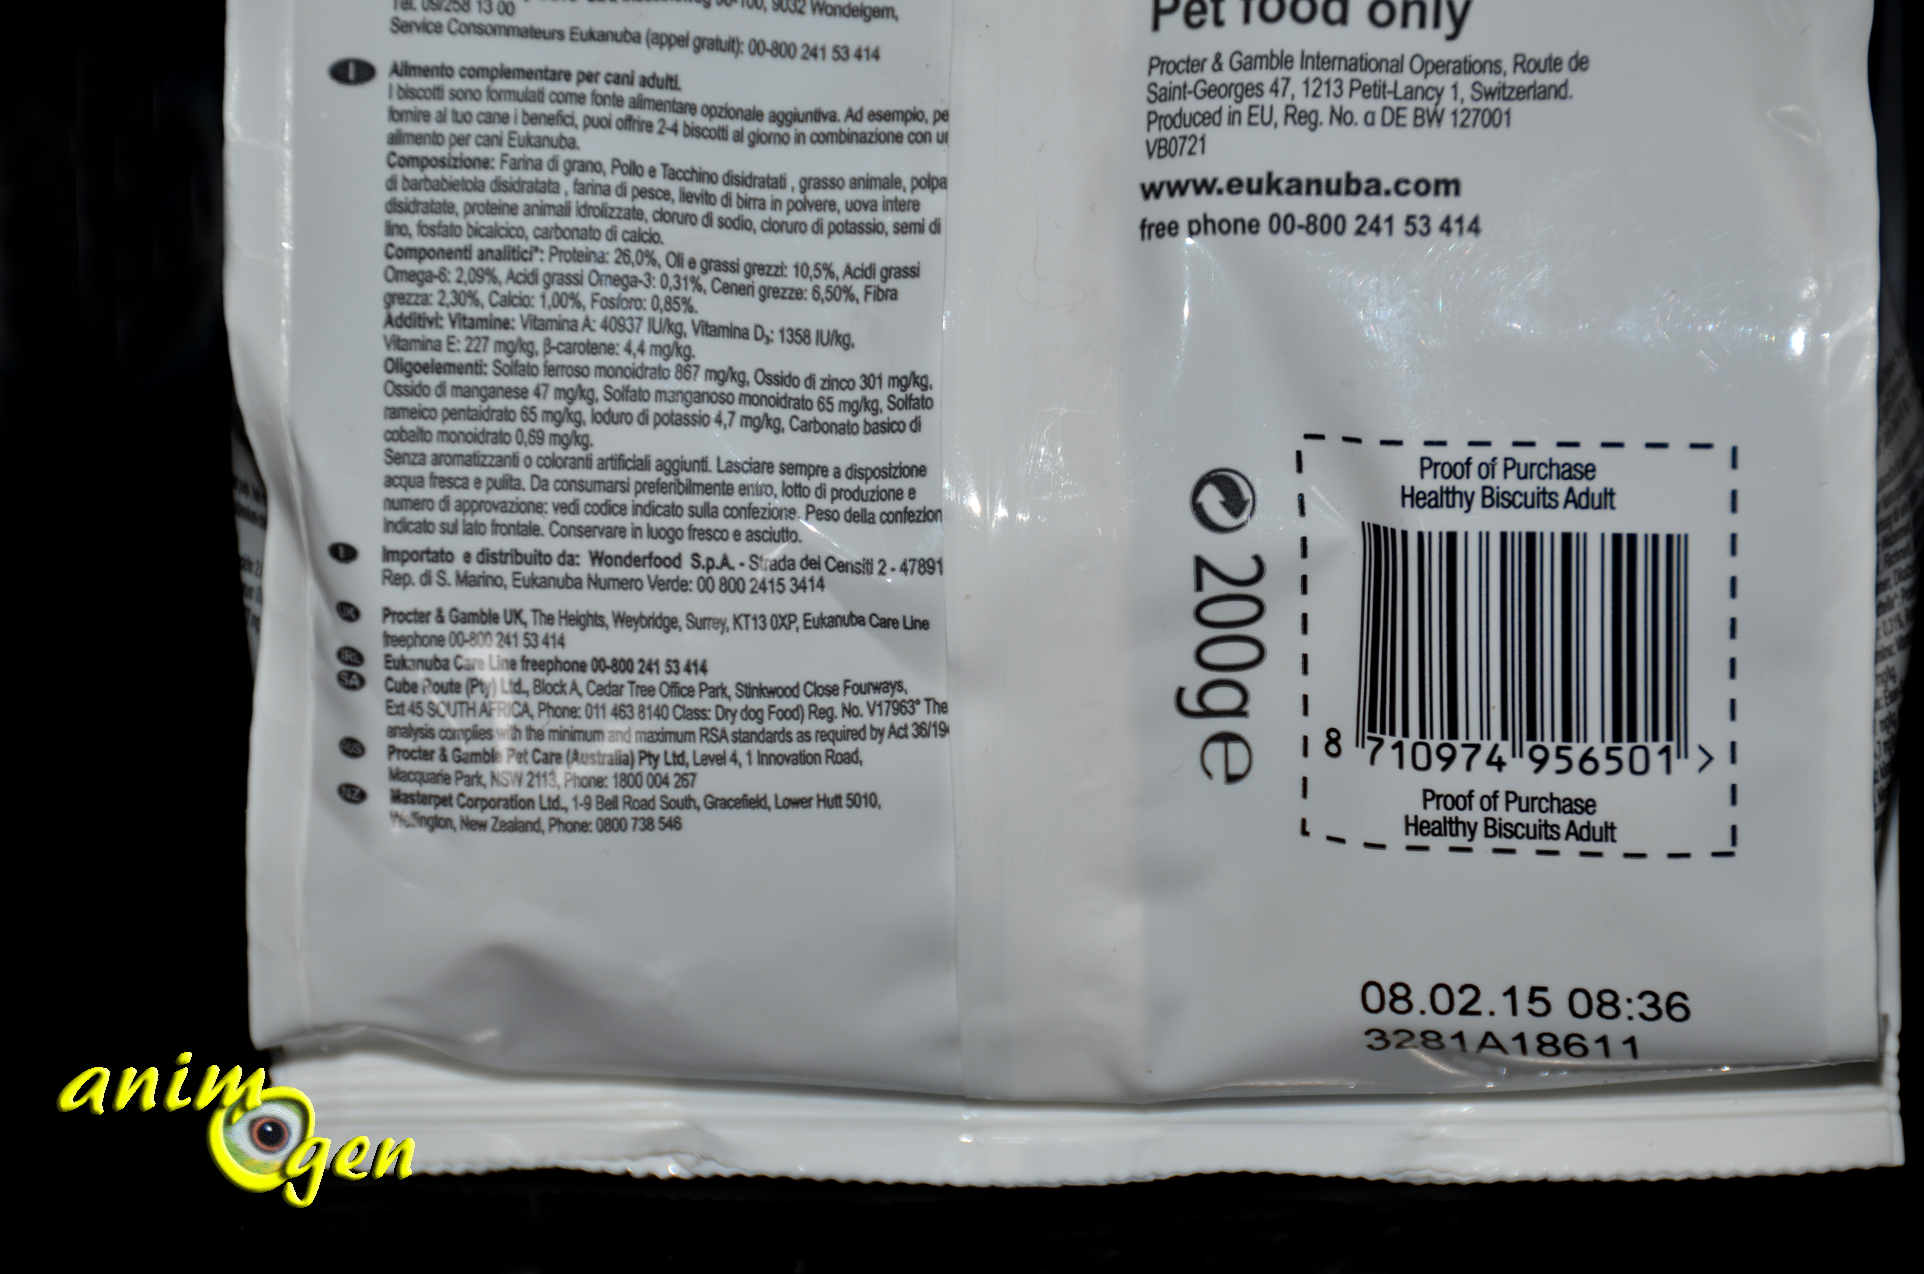 Tel. 09/258 13 00
9032 Wondelgem,
Service Consommateurs Eukanuba (appel gratuit): 00-800 241 53 414
I
Alimento complementare per cani adulti.
I biscotti sono formulati come fonte alimentare opzionale aggiuntiva. Ad esempio, pe
fornire al tuo cane i benefici, puoi offrire 2-4 biscotti al giorno in combinazione con un
alimento per cani Eukanuba.
Composizione: Farina di grano, Pollo e Tacchino disidratati , grasso animale, polpa
di barbabietola disidratata , farina di pesce, lievito di birra in polvere, uova intere
disidratate, proteine animali idrolizzate, cloruro di sodio, cloruro di potassio, semi di
lino, fosfato bicalcico, carbonato di calcio.
Componenti analitici*: Proteina: 26,0%, Oli e grassi grezzi: 10,5%, Acidi grassi
Omega-6: 2,09%, Acidi grassi Omega-3: 0,31%, Ceneri grezze: 6,50%, Fibra
grezza: 2,30%, Calcio: 1,00%, Fosforo: 0,85%.
Additivi: Vitamine: Vitamina A: 40937 IU/kg, Vitamina D₃: 1358 IU/kg,
Vitamina E: 227 mg/kg, β-carotene: 4,4 mg/kg.
Oligoelementi: Solfato ferroso monoidrato 867 mg/kg, Ossido di zinco 301 mg/kg,
Ossido di manganese 47 mg/kg, Solfato manganoso monoidrato 65 mg/kg, Solfato
rameico pentaidrato 65 mg/kg, Ioduro di potassio 4,7 mg/kg, Carbonato basico di
cobalto monoidrato 0,69 mg/kg.
Senza aromatizzanti o coloranti artificiali aggiunti. Lasciare sempre a disposizione
acqua fresca e pulita. Da consumarsi preferibilmente entro, lotto di produzione e
numero di approvazione: vedi codice indicato sulla confezione. Peso della confezion
indicato sul lato frontale. Conservare in luogo fresco e asciutto.
I
Importato e distribuito da: Wonderfood S.p.A. - Strada dei Censiti 2 - 47891
Rep. di S. Marino, Eukanuba Numero Verde: 00 800 2415 3414
UK
Procter & Gamble UK, The Heights, Weybridge, Surrey, KT13 0XP, Eukanuba Care Line
freephone 00-800 241 53 414
IRL
Eukanuba Care Line freephone 00-800 241 53 414
SA
Cube Route (Pty) Ltd., Block A, Cedar Tree Office Park, Stinkwood Close Fourways,
Ext 45 SOUTH AFRICA, Phone: 011 463 8140 Class: Dry dog Food) Reg. No. V17963* The
analysis complies with the minimum and maximum RSA standards as required by Act 36/194
AUS
Procter & Gamble Pet Care (Australia) Pty Ltd, Level 4, 1 Innovation Road,
Macquarie Park, NSW 2113, Phone: 1800 004 267
NZ
Masterpet Corporation Ltd., 1-9 Bell Road South, Gracefield, Lower Hutt 5010,
Wellington, New Zealand, Phone: 0800 738 546
Pet food only
Procter & Gamble International Operations, Route de
Saint-Georges 47, 1213 Petit-Lancy 1, Switzerland.
Produced in EU, Reg. No. α DE BW 127001
VB0721
www.eukanuba.com
free phone 00-800 241 53 414
200g℮
Proof of Purchase
Healthy Biscuits Adult
8 710974 956501 >
Proof of Purchase
Healthy Biscuits Adult
08.02.15 08:36
3281A18611
animogen